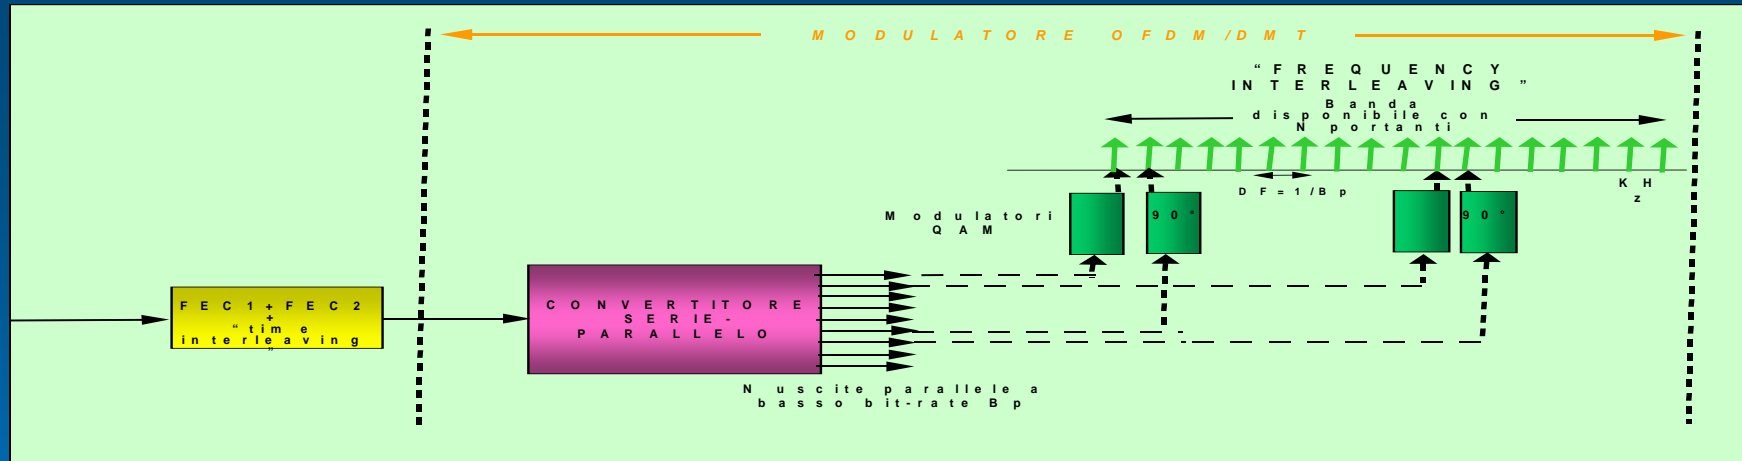 MODULATORE OFDM/DMT
“FREQUENCY
INTERLEAVING”
Banda
disponibile con
N portanti
DF=1/Bp
KH
z
Modulatori
QAM
90°
90°
FEC1+FEC2
+
“time
interleaving
”
CONVERTITORE
SERIE-
PARALLELO
N uscite parallele a
basso bit-rate Bp